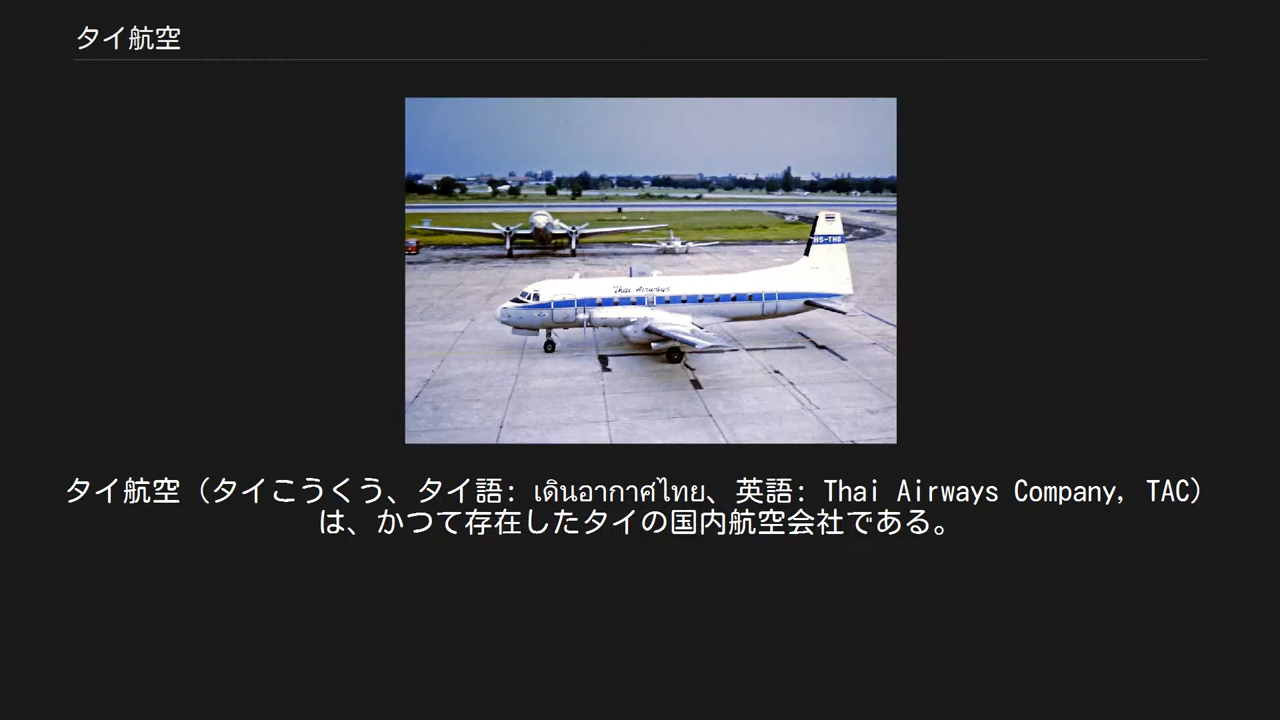 タイ航空
HS-THG
Thai Airways
タイ航空（タイこうくう、タイ語: เดินอากาศไทย、英語: Thai Airways Company, TAC）
は、かつて存在したタイの国内航空会社である。